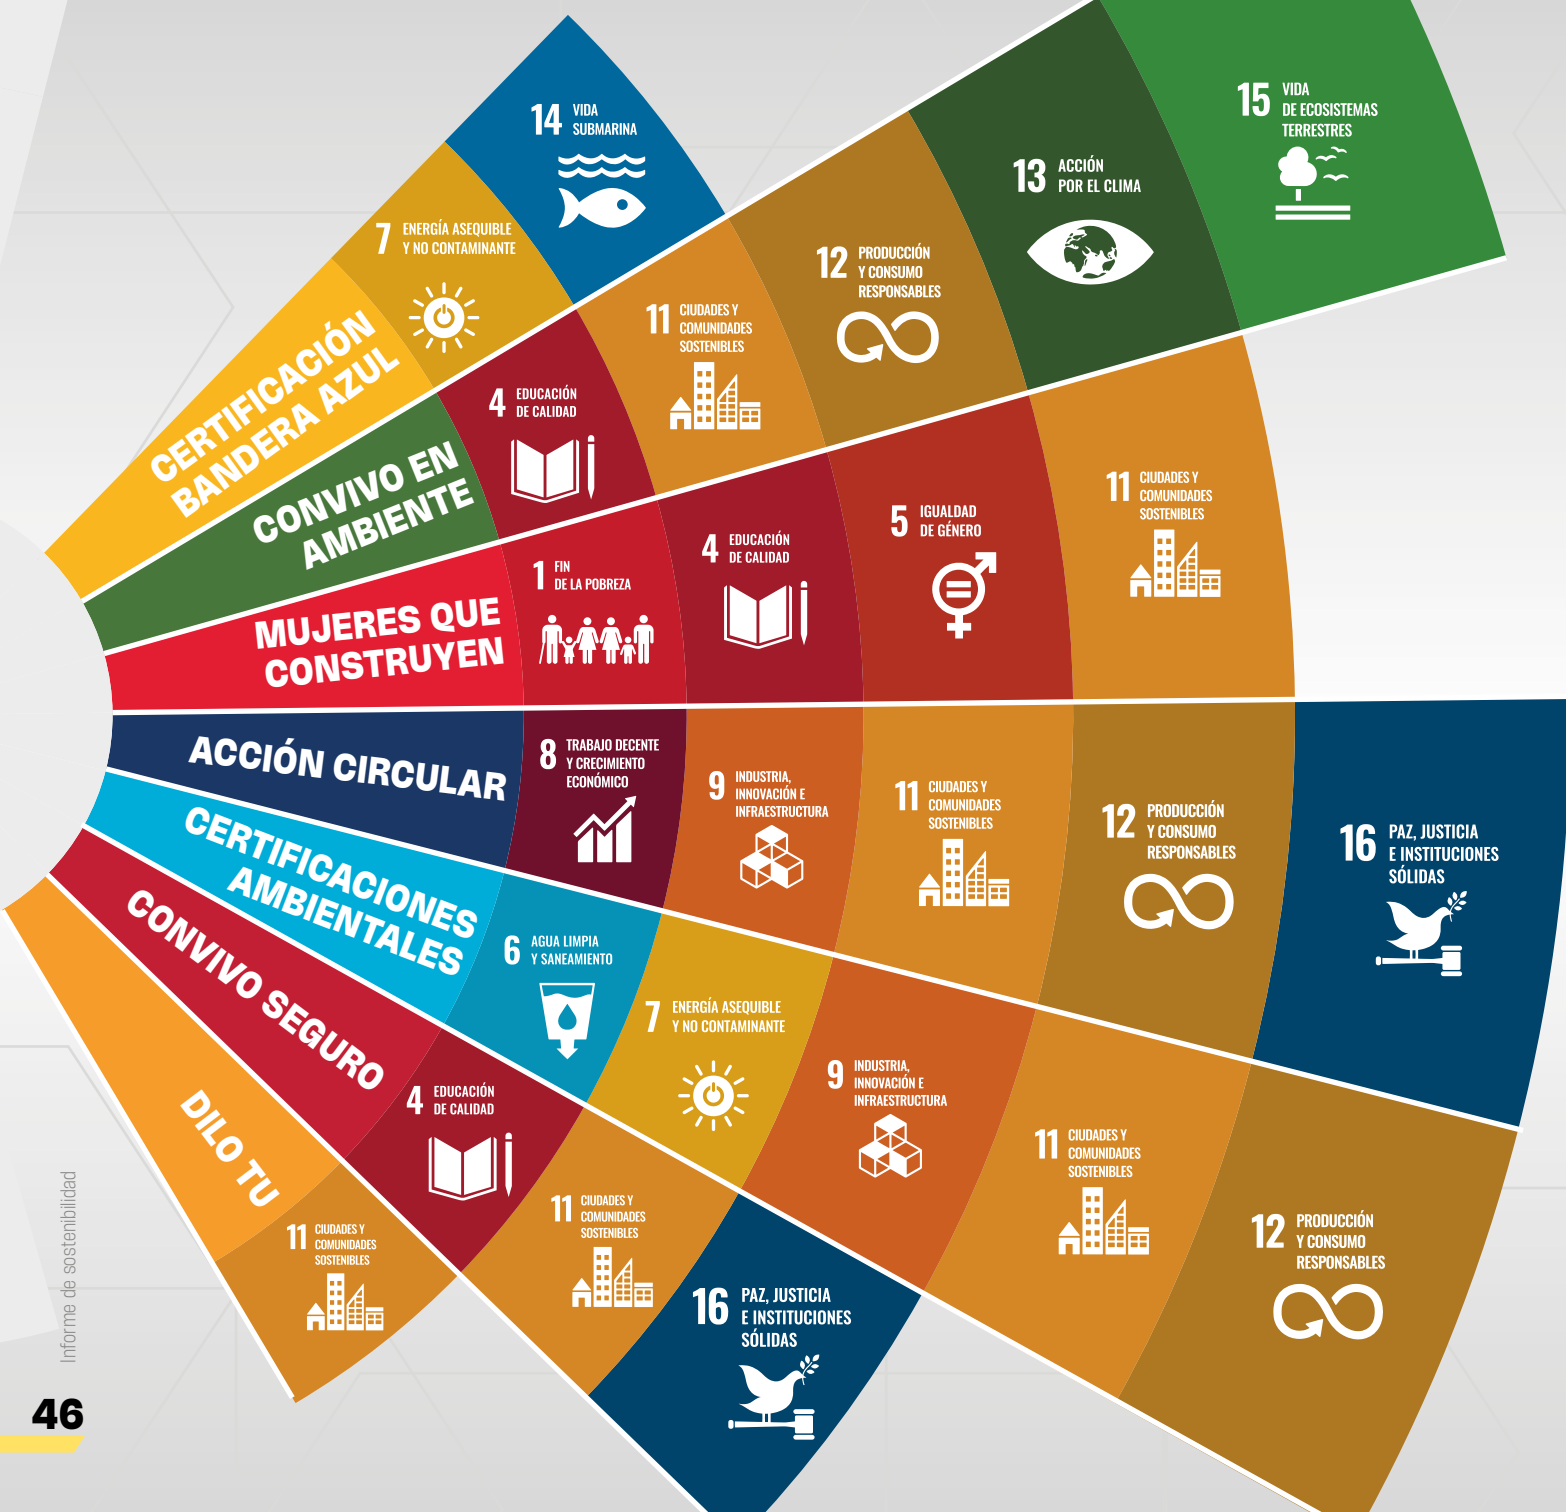 CERTIFICACIÓN
BANDERA AZUL
7 ENERGÍA ASEQUIBLE
Y NO CONTAMINANTE
14 VIDA
SUBMARINA
CONVIVO EN
AMBIENTE
4 EDUCACIÓN
DE CALIDAD
11 CIUDADES Y
COMUNIDADES
SOSTENIBLES
12 PRODUCCIÓN
Y CONSUMO
RESPONSABLES
13 ACCIÓN
POR EL CLIMA
15 VIDA
DE ECOSISTEMAS
TERRESTRES
MUJERES QUE
CONSTRUYEN
1 FIN
DE LA POBREZA
4 EDUCACIÓN
DE CALIDAD
5 IGUALDAD
DE GÉNERO
11 CIUDADES Y
COMUNIDADES
SOSTENIBLES
ACCIÓN CIRCULAR
8 TRABAJO DECENTE
Y CRECIMIENTO
ECONÓMICO
9 INDUSTRIA,
INNOVACIÓN E
INFRAESTRUCTURA
11 CIUDADES Y
COMUNIDADES
SOSTENIBLES
12 PRODUCCIÓN
Y CONSUMO
RESPONSABLES
16 PAZ, JUSTICIA
E INSTITUCIONES
SÓLIDAS
CERTIFICACIONES
AMBIENTALES
6 AGUA LIMPIA
Y SANEAMIENTO
7 ENERGÍA ASEQUIBLE
Y NO CONTAMINANTE
9 INDUSTRIA,
INNOVACIÓN E
INFRAESTRUCTURA
11 CIUDADES Y
COMUNIDADES
SOSTENIBLES
12 PRODUCCIÓN
Y CONSUMO
RESPONSABLES
CONVIVO SEGURO
4 EDUCACIÓN
DE CALIDAD
11 CIUDADES Y
COMUNIDADES
SOSTENIBLES
16 PAZ, JUSTICIA
E INSTITUCIONES
SÓLIDAS
DILO TU
11 CIUDADES Y
COMUNIDADES
SOSTENIBLES
Informe de sostenibilidad
46